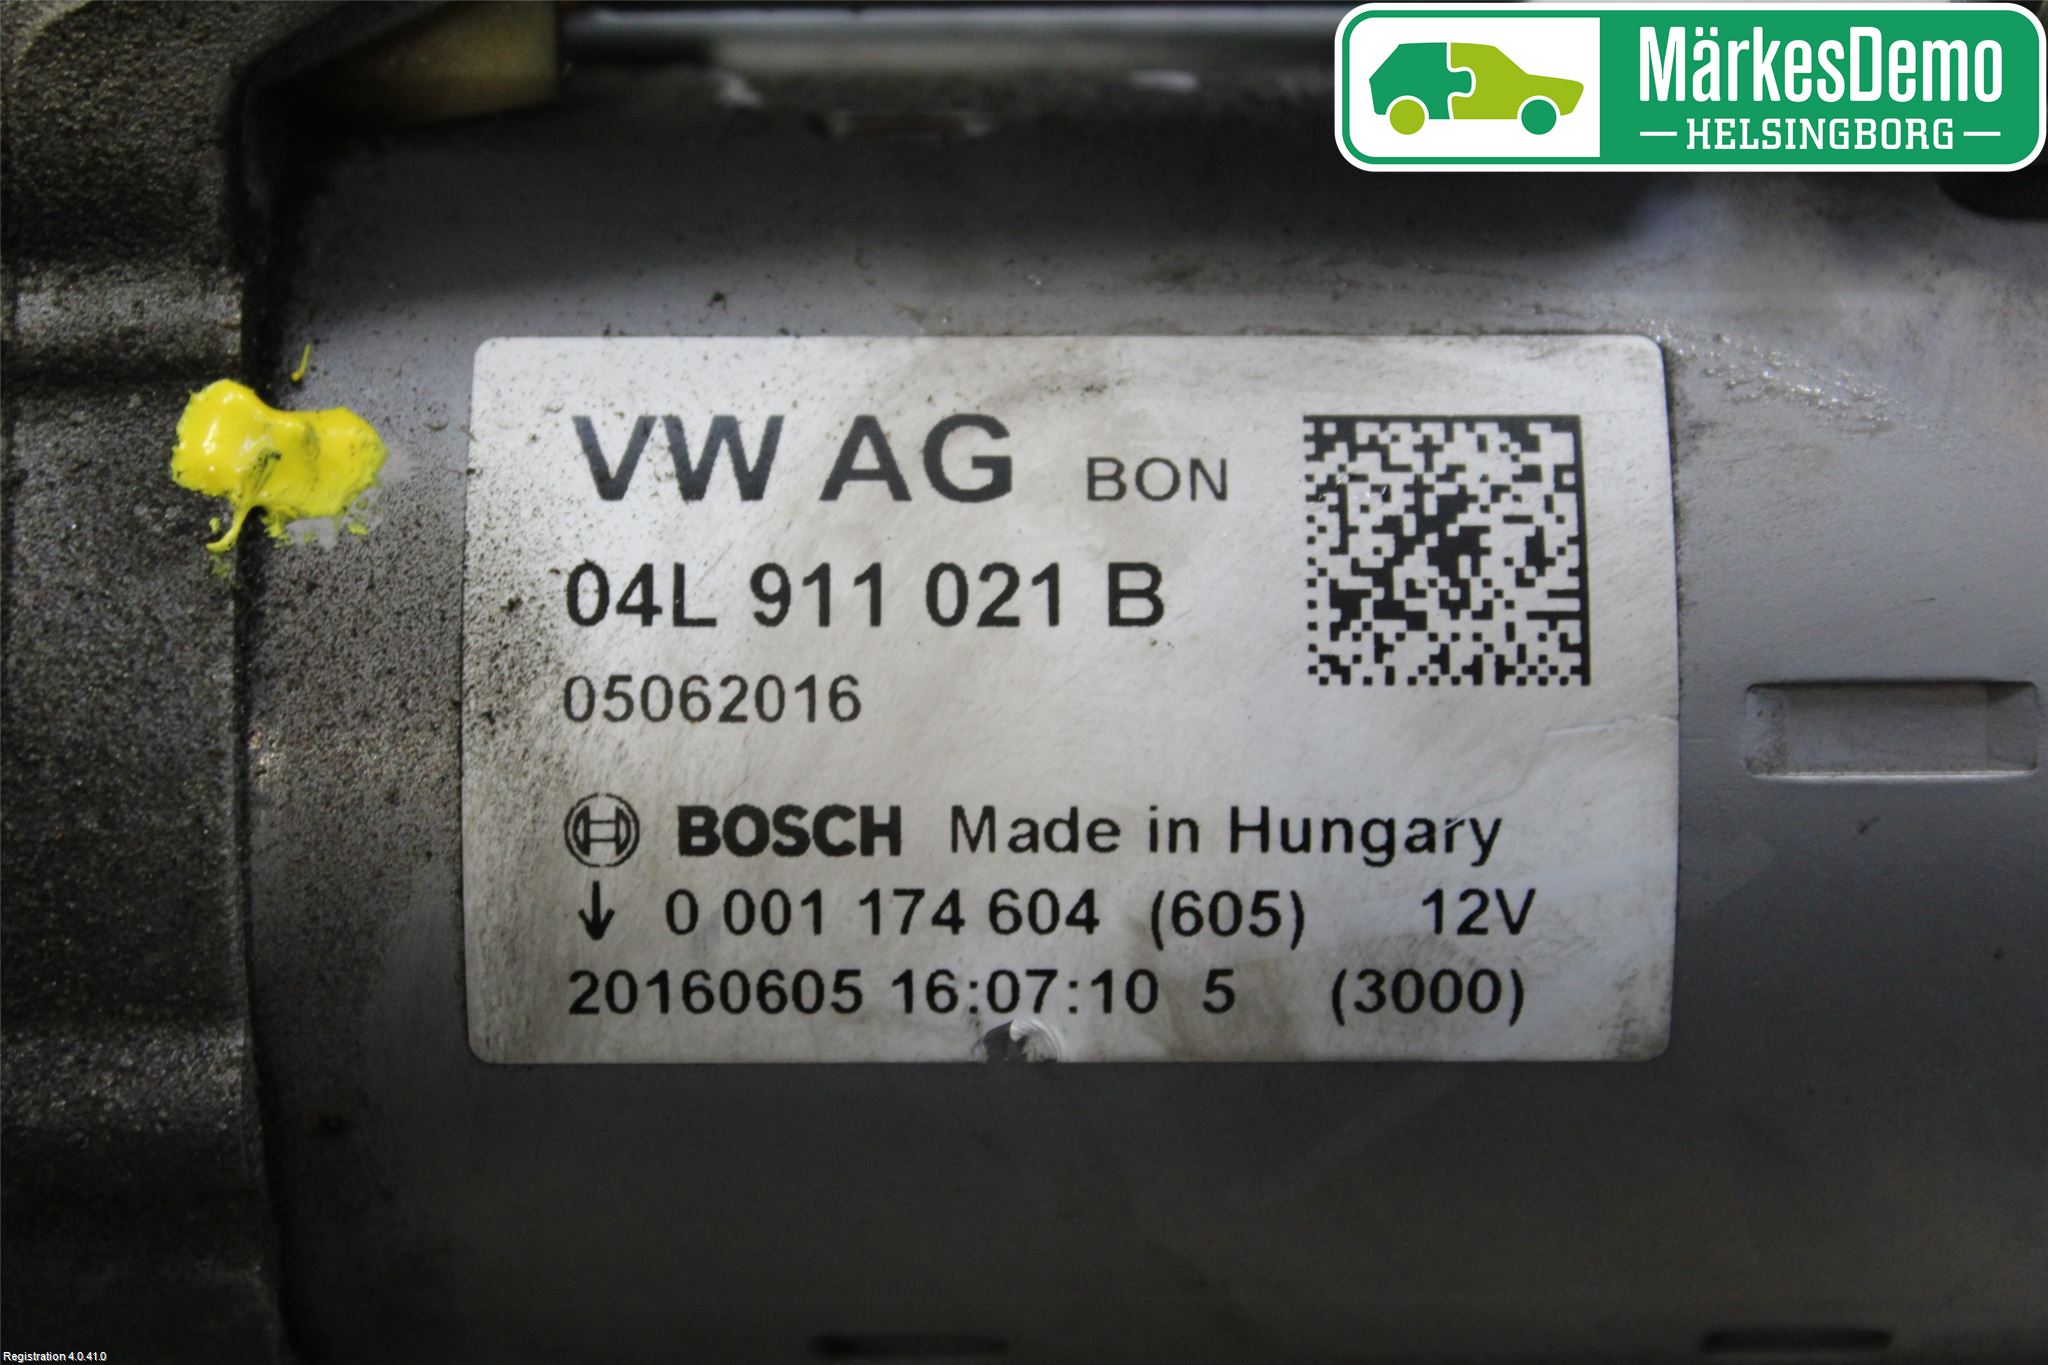 MärkesDemo
HELSINGBORG
VW AG BON
04L 911 021 B
05062016
BOSCH Made in Hungary
0 001 174 604 (605) 12V
20160605 16:07:10 5 (3000)
Registration 4.0.41.0